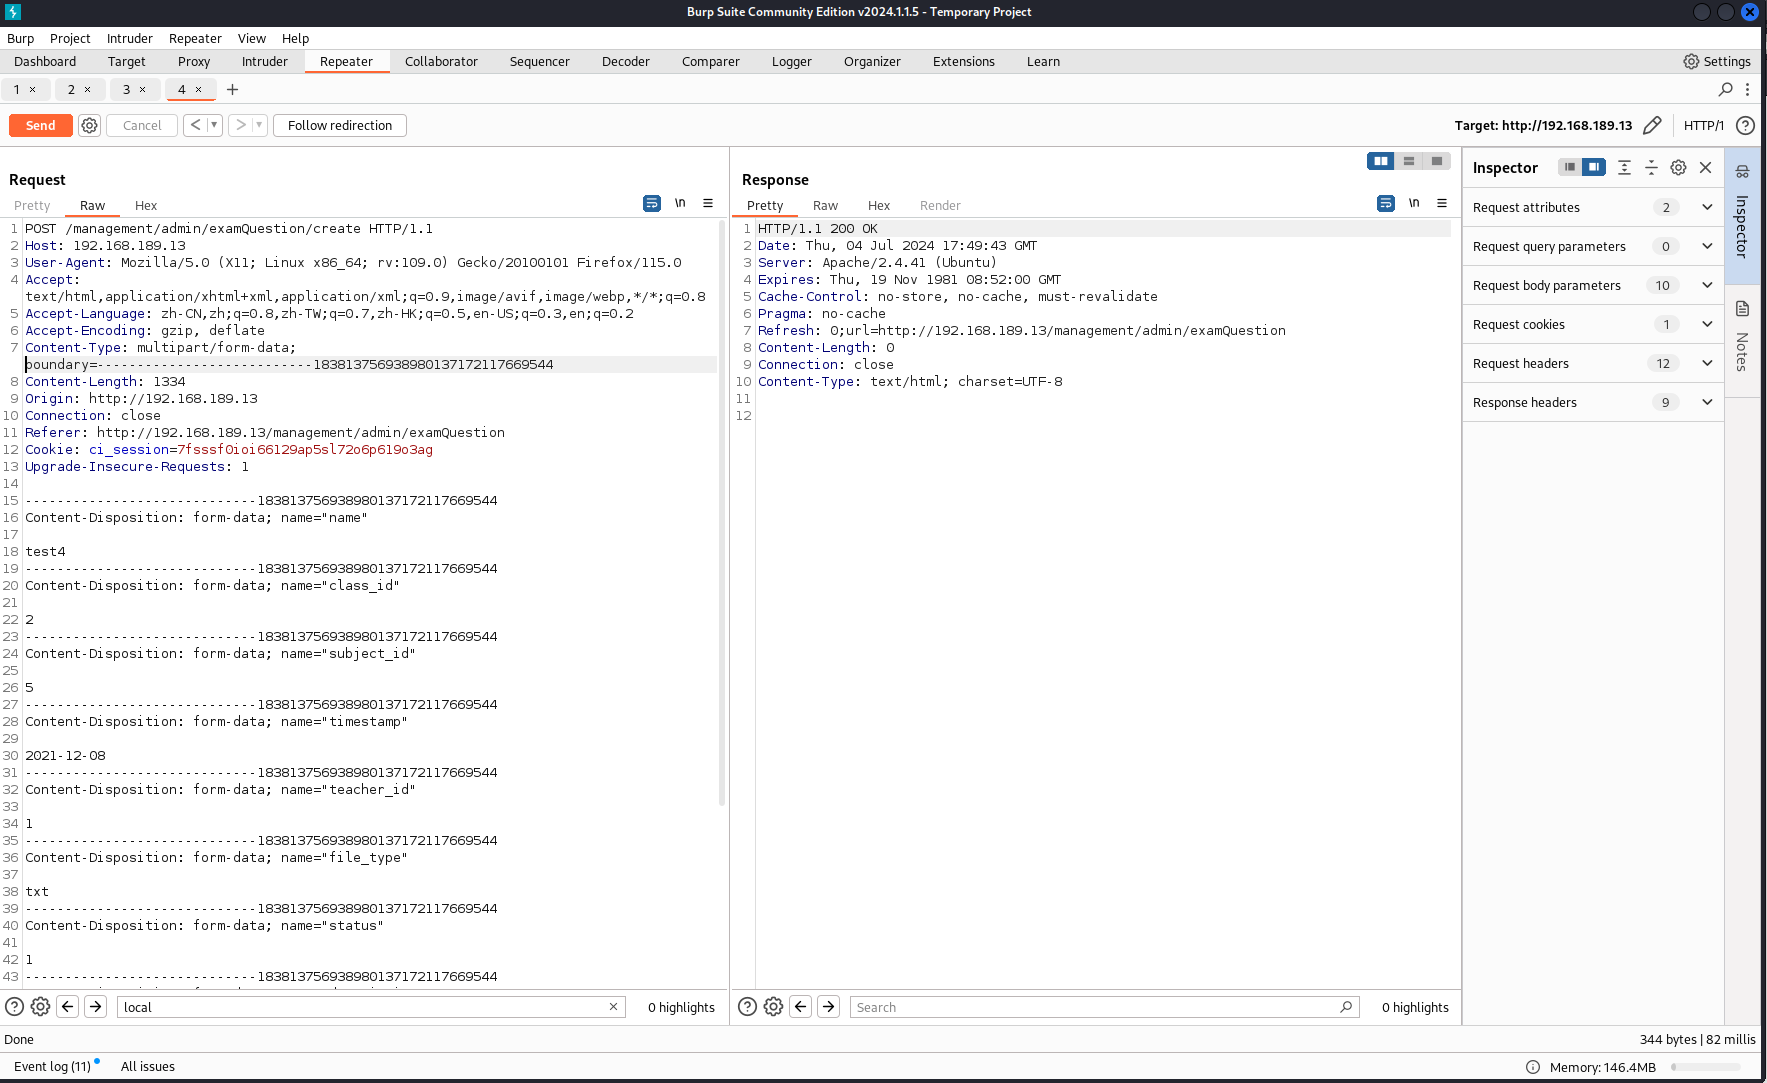 Burp Suite Community Edition v2024.1.1.5 - Temporary Project
Burp Project Intruder Repeater View Help
Dashboard Target Proxy Intruder Repeater Collaborator Sequencer Decoder Comparer Logger Organizer Extensions Learn Settings
1 × 2 × 3 × 4 × +
Send Cancel < > Follow redirection Target: http://192.168.189.13 HTTP/1 ?
Request
Pretty Raw Hex \n
1 POST /management/admin/examQuestion/create HTTP/1.1
2 Host: 192.168.189.13
3 User-Agent: Mozilla/5.0 (X11; Linux x86_64; rv:109.0) Gecko/20100101 Firefox/115.0
4 Accept:
text/html,application/xhtml+xml,application/xml;q=0.9,image/avif,image/webp,*/*;q=0.8
5 Accept-Language: zh-CN,zh;q=0.8,zh-TW;q=0.7,zh-HK;q=0.5,en-US;q=0.3,en;q=0.2
6 Accept-Encoding: gzip, deflate
7 Content-Type: multipart/form-data;
boundary=---------------------------183813756938980137172117669544
8 Content-Length: 1334
9 Origin: http://192.168.189.13
10 Connection: close
11 Referer: http://192.168.189.13/management/admin/examQuestion
12 Cookie: ci_session=7fsssf0ioi66129ap5sl72o6p619o3ag
13 Upgrade-Insecure-Requests: 1
14
15 -----------------------------183813756938980137172117669544
16 Content-Disposition: form-data; name="name"
17
18 test4
19 -----------------------------183813756938980137172117669544
20 Content-Disposition: form-data; name="class_id"
21
22 2
23 -----------------------------183813756938980137172117669544
24 Content-Disposition: form-data; name="subject_id"
25
26 5
27 -----------------------------183813756938980137172117669544
28 Content-Disposition: form-data; name="timestamp"
29
30 2021-12-08
31 -----------------------------183813756938980137172117669544
32 Content-Disposition: form-data; name="teacher_id"
33
34 1
35 -----------------------------183813756938980137172117669544
36 Content-Disposition: form-data; name="file_type"
37
38 txt
39 -----------------------------183813756938980137172117669544
40 Content-Disposition: form-data; name="status"
41
42 1
43 -----------------------------183813756938980137172117669544
? local × 0 highlights
Response
Pretty Raw Hex Render \n
1 HTTP/1.1 200 OK
2 Date: Thu, 04 Jul 2024 17:49:43 GMT
3 Server: Apache/2.4.41 (Ubuntu)
4 Expires: Thu, 19 Nov 1981 08:52:00 GMT
5 Cache-Control: no-store, no-cache, must-revalidate
6 Pragma: no-cache
7 Refresh: 0;url=http://192.168.189.13/management/admin/examQuestion
8 Content-Length: 0
9 Connection: close
10 Content-Type: text/html; charset=UTF-8
11
12
? Search 0 highlights
Inspector
Request attributes 2
Request query parameters 0
Request body parameters 10
Request cookies 1
Request headers 12
Response headers 9
Inspector
Notes
Done 344 bytes | 82 millis
Event log (11) All issues Memory: 146.4MB